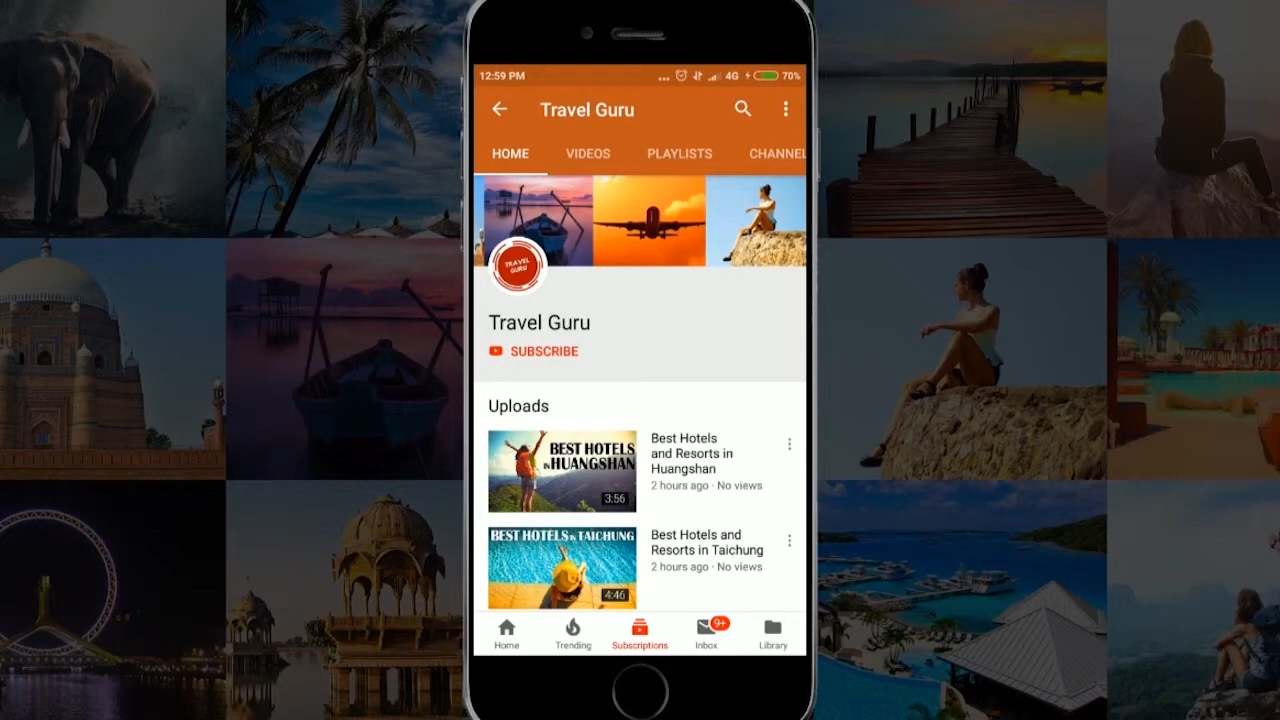 12:59 PM
4G
70%
Travel Guru
HOME VIDEOS PLAYLISTS CHANNEL
TRAVEL
GURU
Travel Guru
SUBSCRIBE
Uploads
BEST HOTELS
IN HUANGSHAN
3:56
Best Hotels
and Resorts in
Huangshan
2 hours ago · No views
BEST HOTELS IN TAICHUNG
4:46
Best Hotels and
Resorts in Taichung
2 hours ago · No views
9+
Home Trending Subscriptions Inbox Library